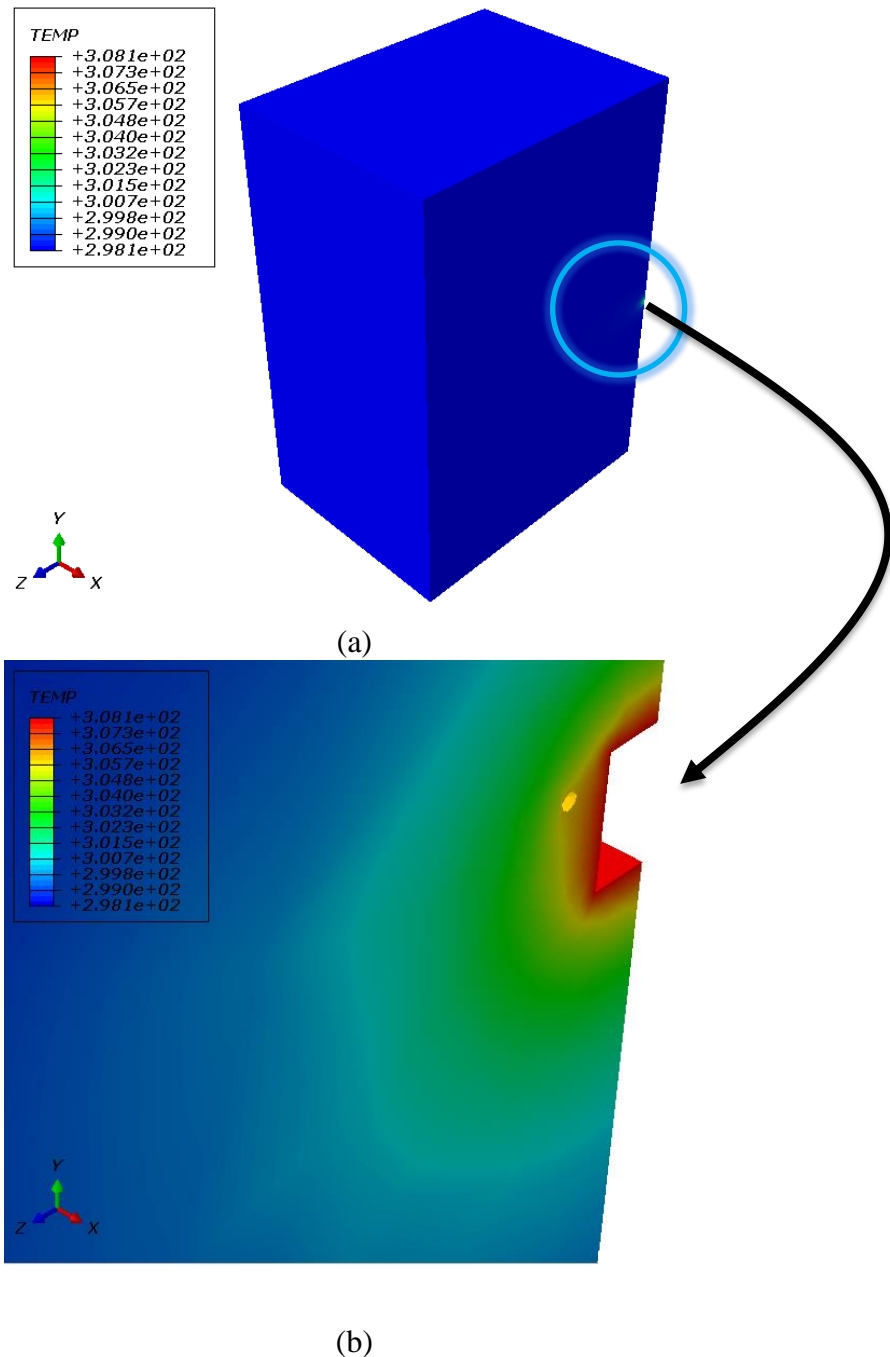 TEMP
+3.081e+02
+3.073e+02
+3.065e+02
+3.057e+02
+3.048e+02
+3.040e+02
+3.032e+02
+3.023e+02
+3.015e+02
+3.007e+02
+2.998e+02
+2.990e+02
+2.981e+02
Y
Z X
(a)
TEMP
+3.081e+02
+3.073e+02
+3.065e+02
+3.057e+02
+3.048e+02
+3.040e+02
+3.032e+02
+3.023e+02
+3.015e+02
+3.007e+02
+2.998e+02
+2.990e+02
+2.981e+02
Y
Z X
(b)